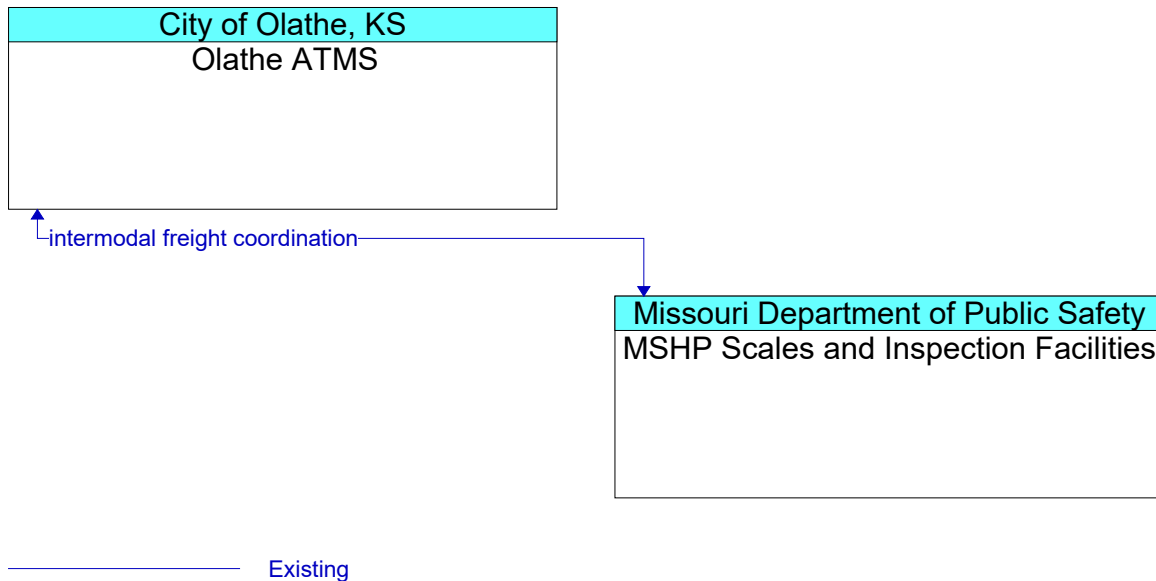 City of Olathe, KS
Olathe ATMS
intermodal freight coordination
Missouri Department of Public Safety
MSHP Scales and Inspection Facilities
Existing